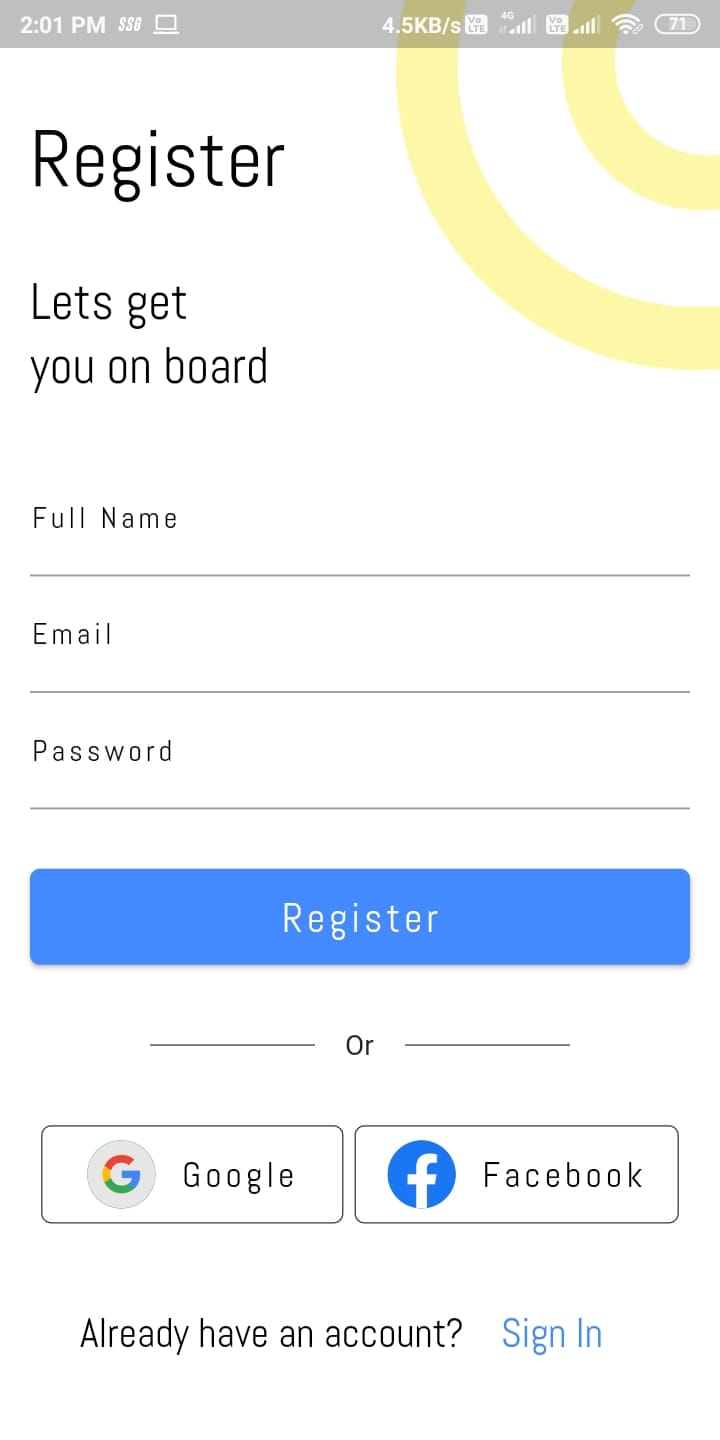 2:01 PM SSG 4.5KB/s Vo LTE 4G Vo LTE 71
Register
Lets get
you on board
Full Name
Email
Password
Register
Or
Google Facebook
Already have an account? Sign In